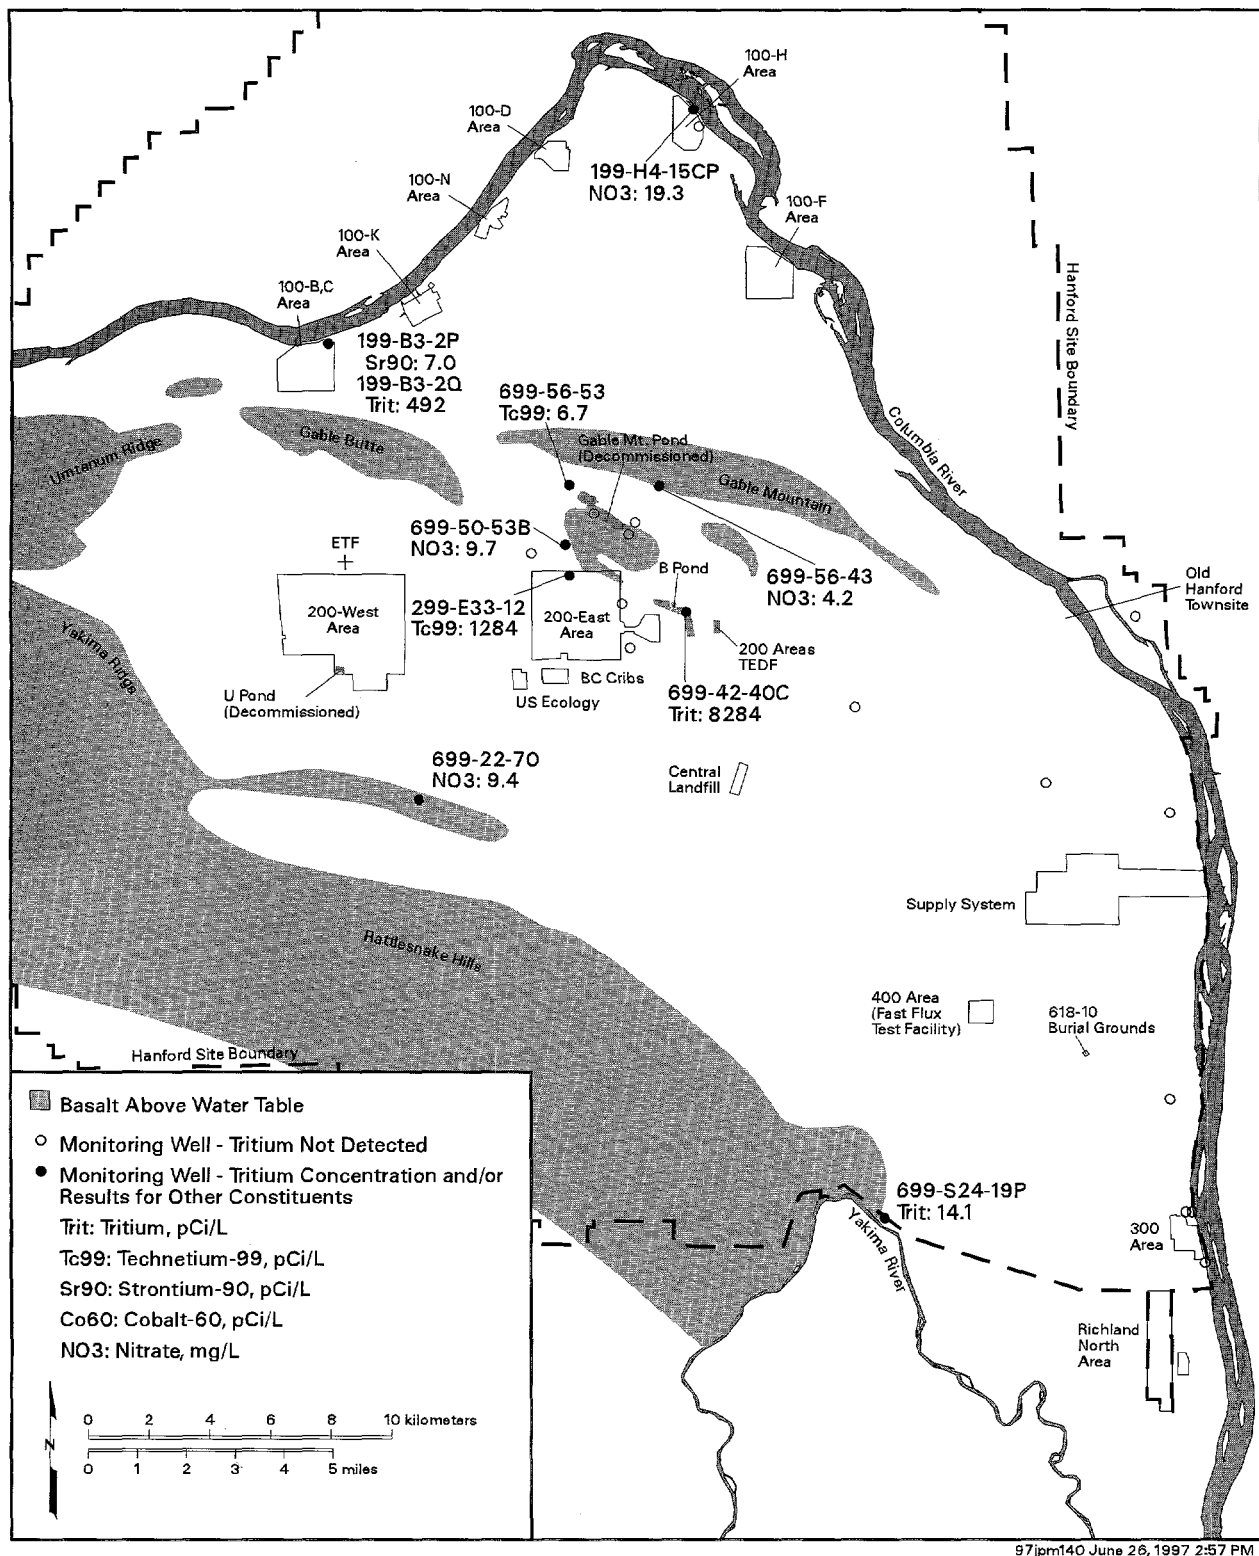 100-H
Area
100-D
Area
199-H4-15CP
NO3: 19.3
100-N
Area
100-F
Area
100-K
Area
100-B,C
Area
Hanford Site Boundary
199-B3-2P
Sr90: 7.0
199-B3-2Q
Trit: 492
699-56-53
Tc99: 6.7
Umtanum Ridge
Gable Butte
Gable Mt. Pond
(Decommissioned)
Gable Mountain
Columbia River
699-50-53B
NO3: 9.7
ETF
B Pond
699-56-43
NO3: 4.2
Old
Hanford
Townsite
200-West
Area
299-E33-12
Tc99: 1284
200-East
Area
200 Areas
TEDF
Yakima Rings
U Pond
(Decommissioned)
BC Cribs
US Ecology
699-42-40C
Trit: 8284
699-22-70
NO3: 9.4
Central
Landfill
Supply System
Rattlesnake Hills
400 Area
(Fast Flux
Test Facility)
618-10
Burial Grounds
Hanford Site Boundary
Basalt Above Water Table
Monitoring Well - Tritium Not Detected
Monitoring Well - Tritium Concentration and/or
Results for Other Constituents
Trit: Tritium, pCi/L
Tc99: Technetium-99, pCi/L
Sr90: Strontium-90, pCi/L
Co60: Cobalt-60, pCi/L
NO3: Nitrate, mg/L
699-S24-19P
Trit: 14.1
Yakima River
300
Area
Richland
North
Area
N
0 2 4 6 8 10 kilometers
0 1 2 3 4 5 miles
97jpm140 June 26, 1997 2:57 PM